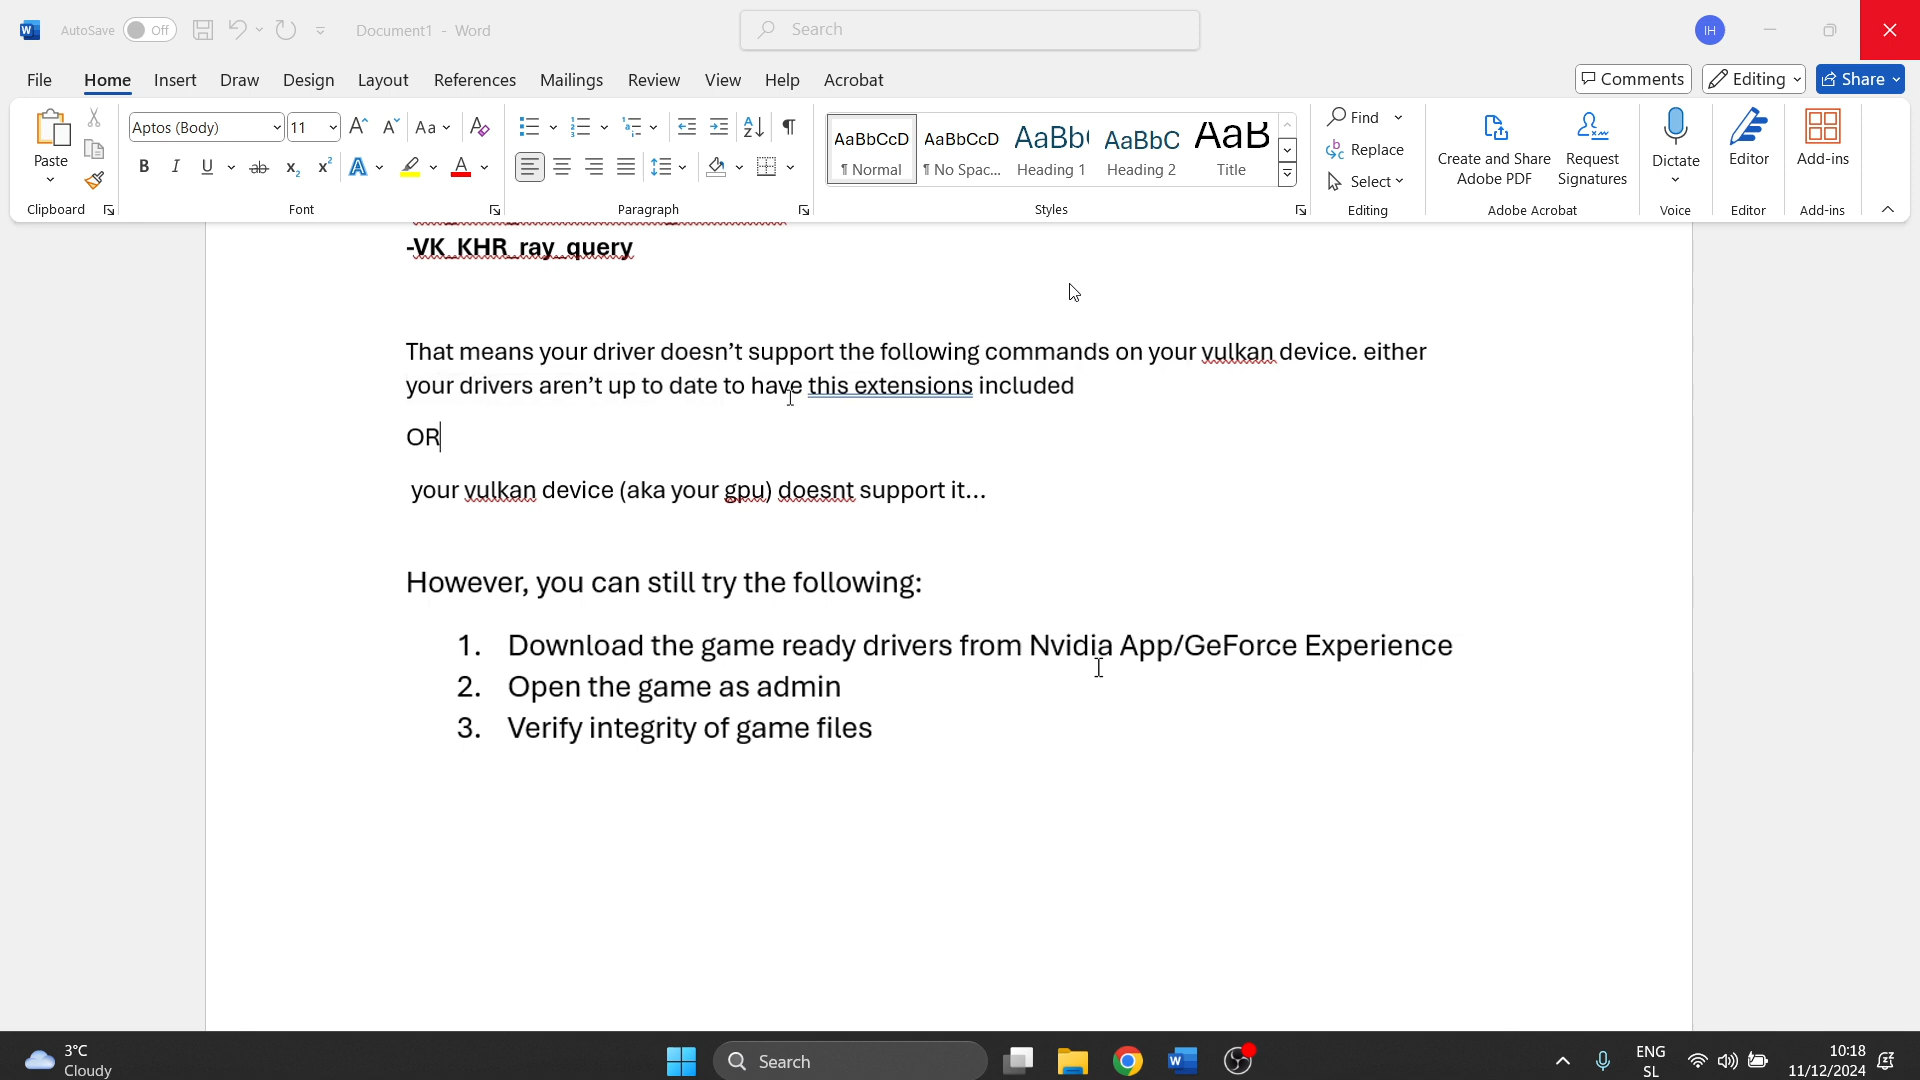 AutoSave Off Document1 - Word Search IH
File Home Insert Draw Design Layout References Mailings Review View Help Acrobat Comments Editing Share
Paste
Clipboard
Aptos (Body) 11
Font
Paragraph
AaBbCcD AaBbCcD AaBb( AaBbC AaB
¶ Normal ¶ No Spac... Heading 1 Heading 2 Title
Styles
Find
Replace
Select
Editing
Create and Share
Adobe PDF
Request
Signatures
Adobe Acrobat
Dictate
Voice
Editor
Editor
Add-ins
Add-ins
-VK_KHR_ray_query
That means your driver doesn’t support the following commands on your vulkan device. either
your drivers aren’t up to date to have this extensions included
OR
your vulkan device (aka your gpu) doesnt support it…
However, you can still try the following:
1. Download the game ready drivers from Nvidia App/GeForce Experience
2. Open the game as admin
3. Verify integrity of game files
3°C
Cloudy
Search
ENG
SL
10:18
11/12/2024